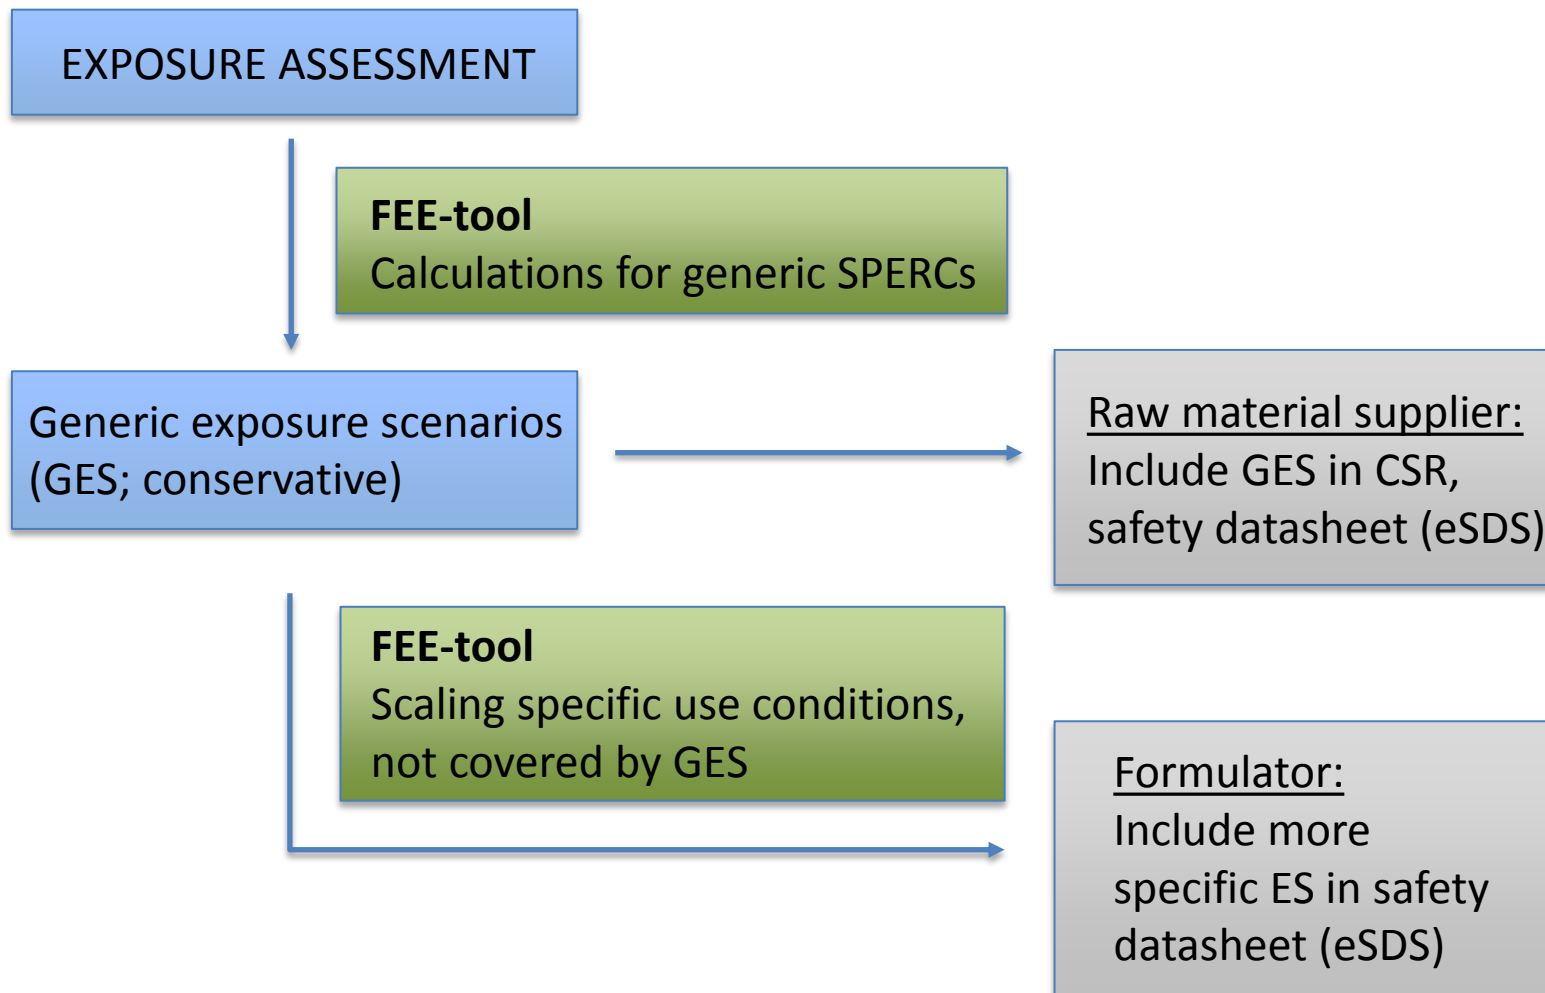 EXPOSURE ASSESSMENT
FEE-tool
Calculations for generic SPERCs
Generic exposure scenarios
(GES; conservative)
Raw material supplier:
Include GES in CSR,
safety datasheet (eSDS)
FEE-tool
Scaling specific use conditions,
not covered by GES
Formulator:
Include more
specific ES in safety
datasheet (eSDS)